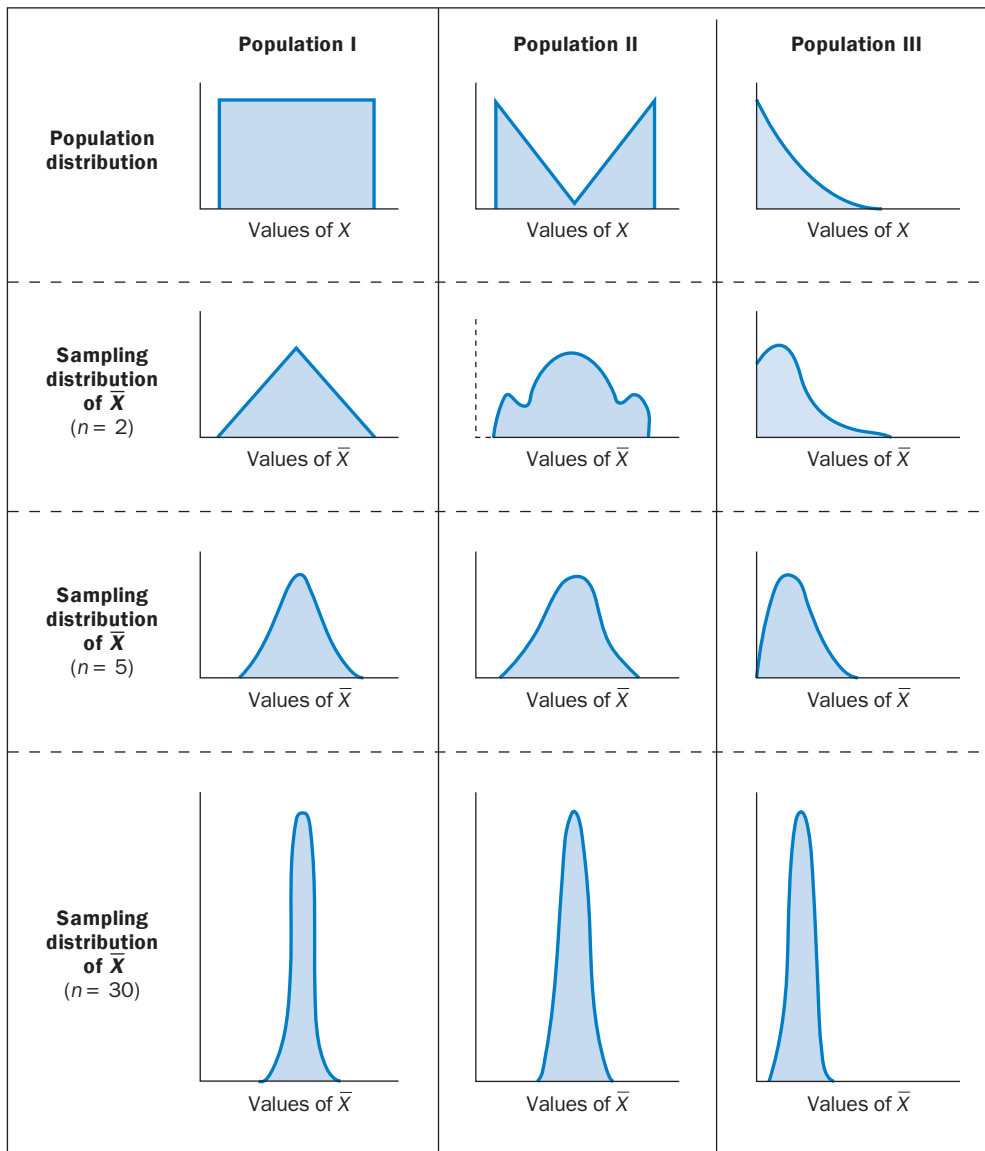 Population I
Population II
Population III
Population
distribution
Values of X
Values of X
Values of X
Sampling
distribution
of X̅
(n = 2)
Values of X̅
Values of X̅
Values of X̅
Sampling
distribution
of X̅
(n = 5)
Values of X̅
Values of X̅
Values of X̅
Sampling
distribution
of X̅
(n = 30)
Values of X̅
Values of X̅
Values of X̅